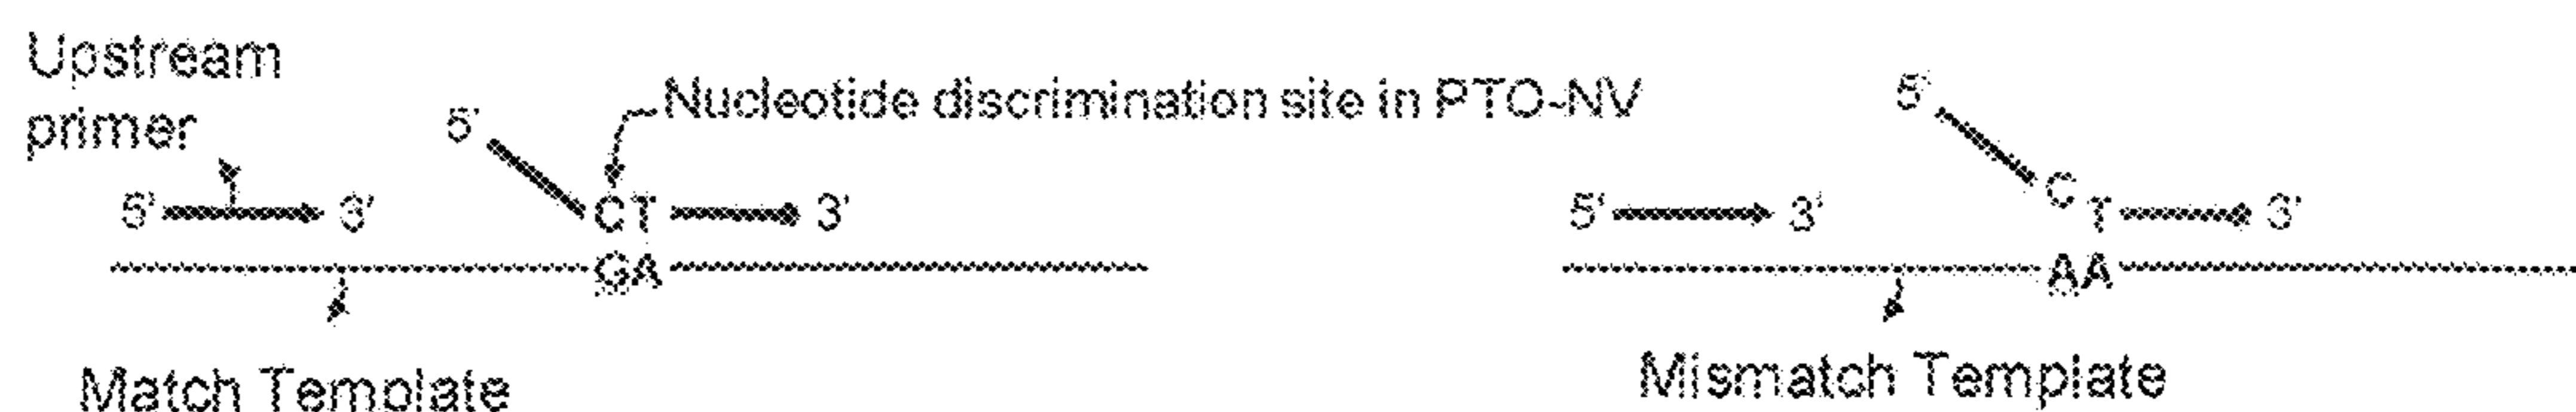 Upstream
primer
5' Nucleotide discrimination site in PTO-NV 5'
5' 3' CT 3' 5' 3' C T 3'
GA AA
Match Template Mismatch Template